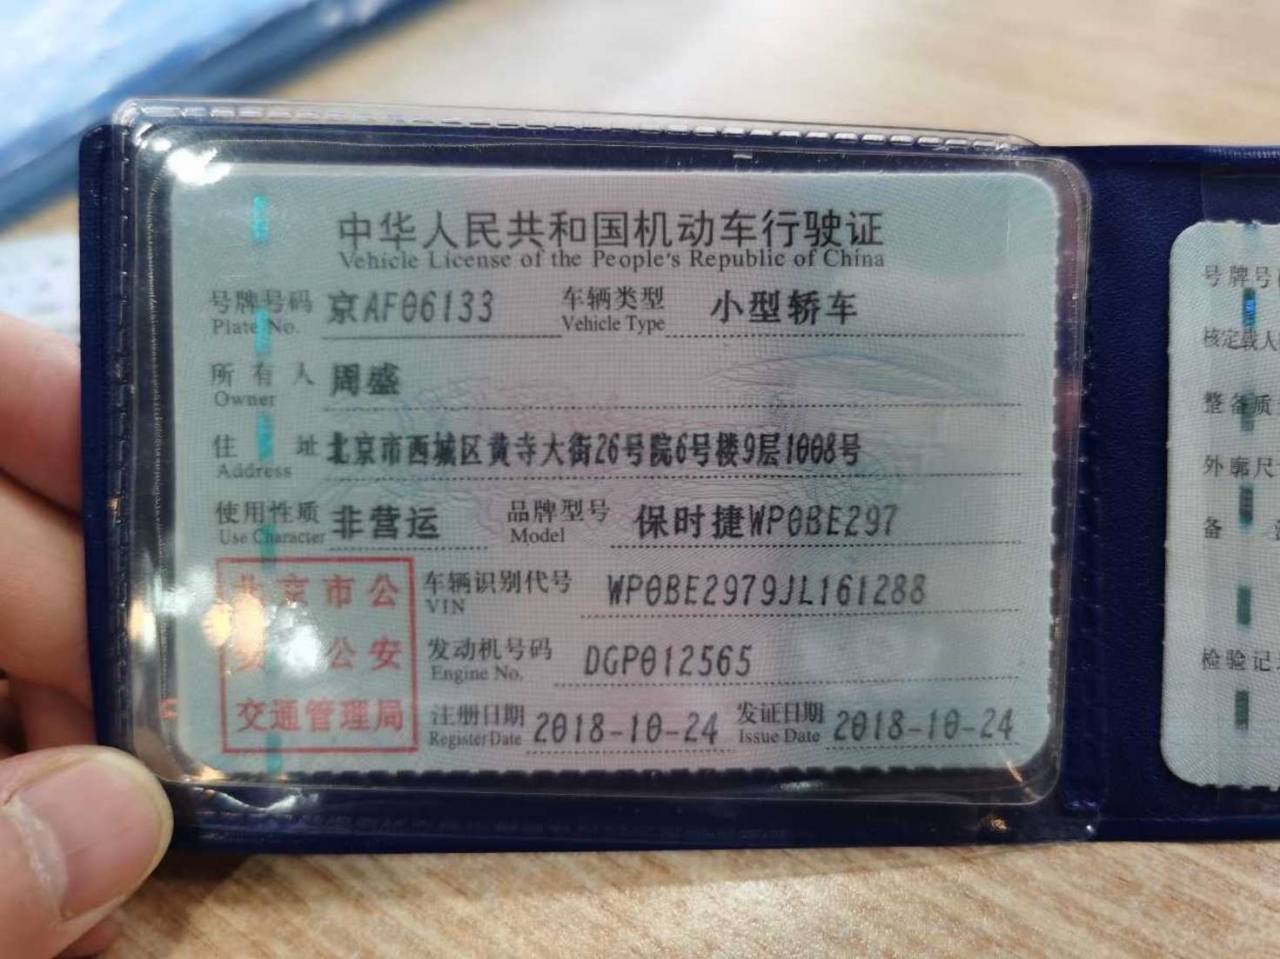 中华人民共和国机动车行驶证
Vehicle License of the People's Republic of China
号牌号码 京AF06133 车辆类型 小型轿车
Plate No. Vehicle Type
所有人 周盛
Owner
住址 北京市西城区黄寺大街26号院6号楼9层1008号
Address
使用性质 非营运 品牌型号 保时捷WP0BE297
Use Character Model
车辆识别代号 WP0BE2979JL161288
VIN
发动机号码 DGP012565
Engine No.
注册日期 2018-10-24 发证日期 2018-10-24
Register Date Issue Date
北京市公
安公安
交通管理局
号牌号
核定载人
整备质
外廓尺
备
检验记